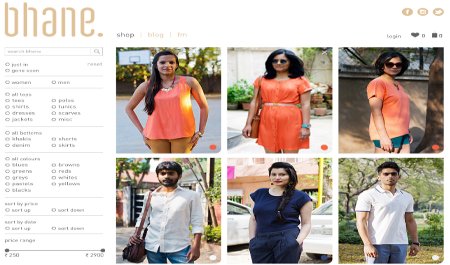 bhane.
shop | blog | fm
login 0 0
search bhane
just in reset
gone soon
women men
all tops
tees polos
shirts tunics
dresses scarves
jackets misc
all bottoms
khakis shorts
denim skirts
all colours
blues browns
greens reds
greys whites
pastels yellows
blacks
sort by price
sort up sort down
sort by date
sort up sort down
price range
₹ 250 ₹ 2900